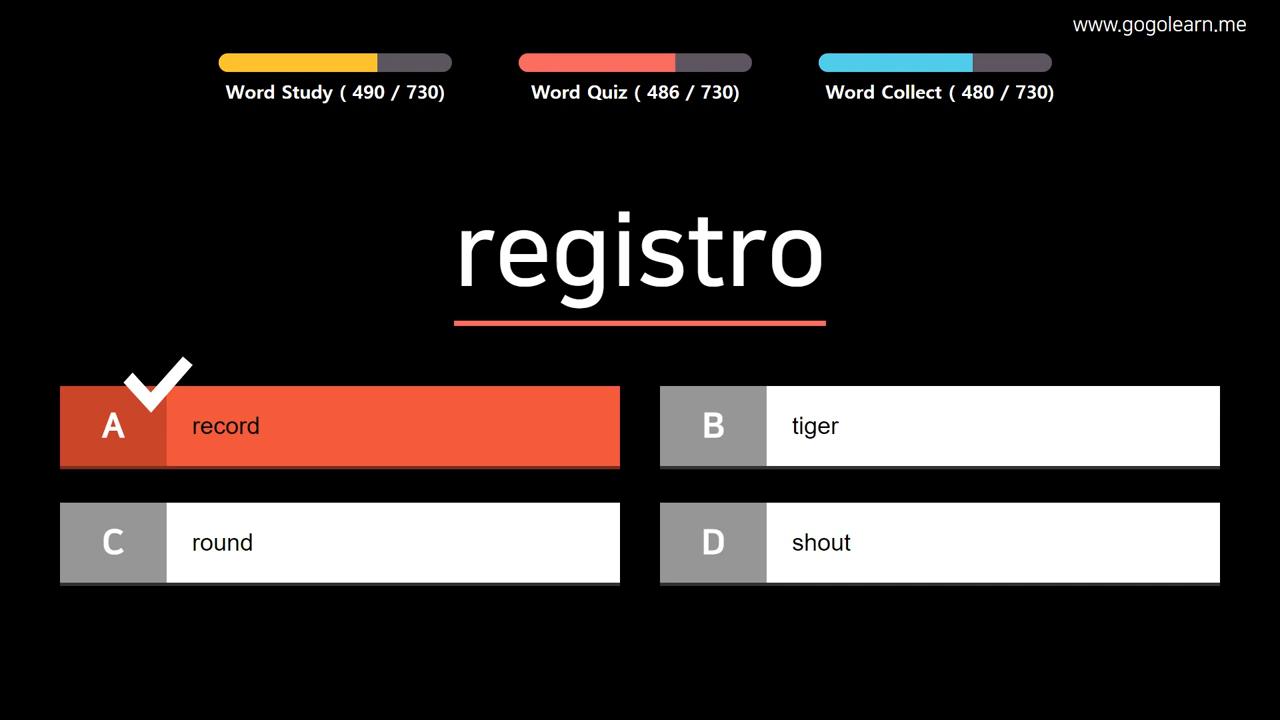 www.gogolearn.me
Word Study ( 490 / 730)
Word Quiz ( 486 / 730)
Word Collect ( 480 / 730)
registro
A record
B tiger
C round
D shout